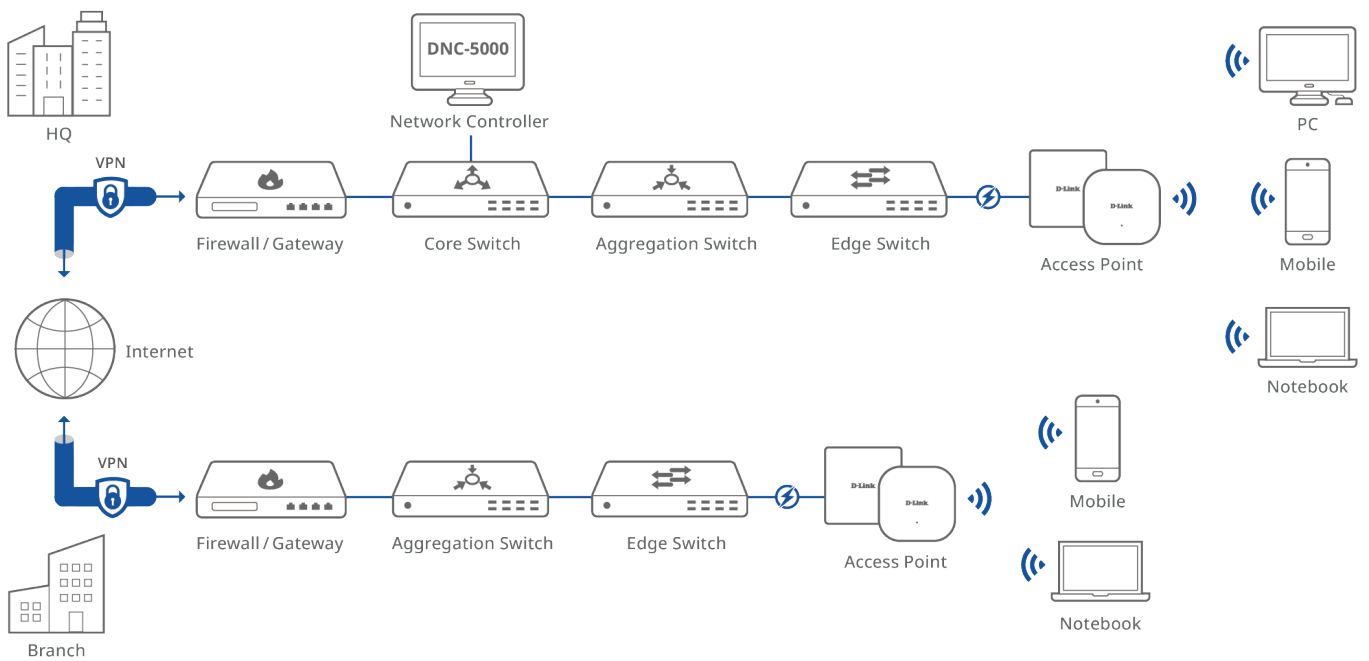 DNC-5000
HQ
Network Controller
PC
VPN
D-Link
D-Link
Firewall / Gateway
Core Switch
Aggregation Switch
Edge Switch
Access Point
Mobile
Internet
Notebook
VPN
D-Link
D-Link
Mobile
Firewall / Gateway
Aggregation Switch
Edge Switch
Access Point
Notebook
Branch